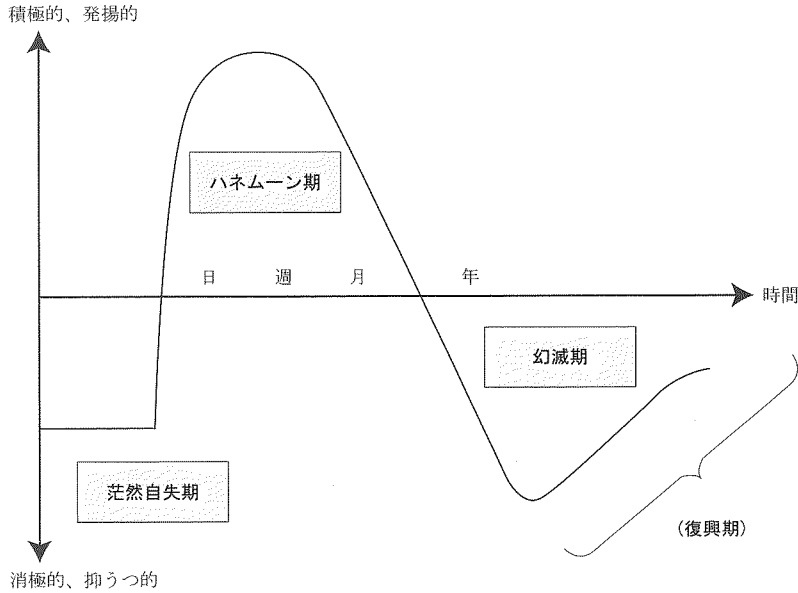 積極的、発揚的
ハネムーン期
日 週 月 年
時間
幻滅期
茫然自失期
(復興期)
消極的、抑うつ的